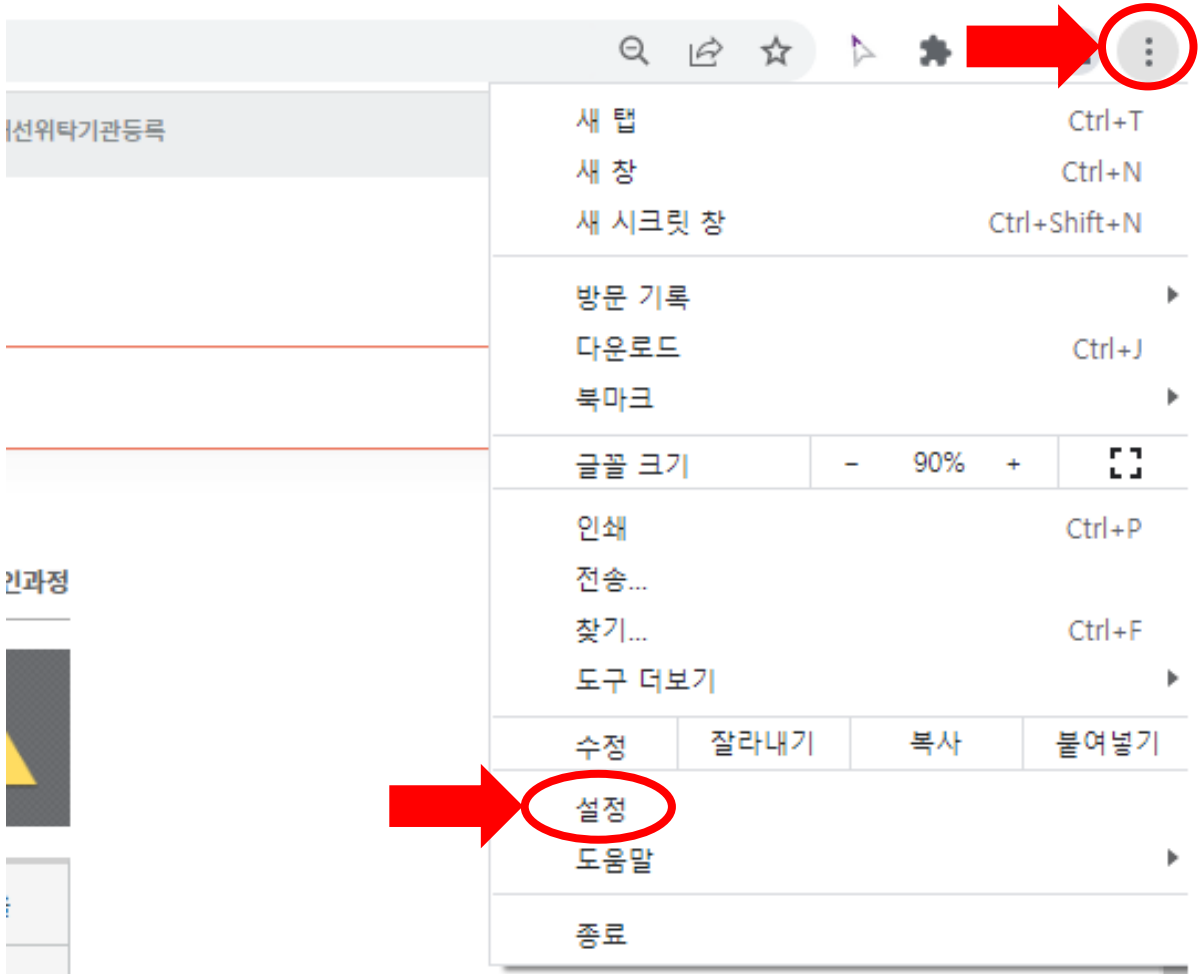 선위탁기관등록
새 탭 Ctrl+T
새 창 Ctrl+N
새 시크릿 창 Ctrl+Shift+N
방문 기록
다운로드 Ctrl+J
북마크
글꼴 크기 - 90% +
인쇄 Ctrl+P
전송...
찾기... Ctrl+F
도구 더보기
수정 잘라내기 복사 붙여넣기
설정
도움말
종료
인과정